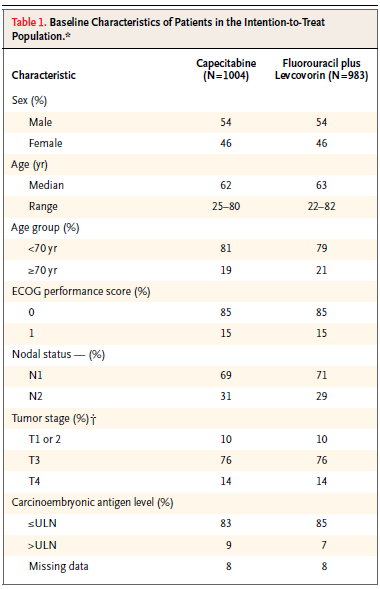 Table 1. Baseline Characteristics of Patients in the Intention-to-Treat
Population.*
Characteristic Capecitabine (N=1004) Fluorouracil plus Levcovorin (N=983)
Sex (%)
Male 54 54
Female 46 46
Age (yr)
Median 62 63
Range 25–80 22–82
Age group (%)
<70 yr 81 79
≥70 yr 19 21
ECOG performance score (%)
0 85 85
1 15 15
Nodal status — (%)
N1 69 71
N2 31 29
Tumor stage (%)†
T1 or 2 10 10
T3 76 76
T4 14 14
Carcinoembryonic antigen level (%)
≤ULN 83 85
>ULN 9 7
Missing data 8 8